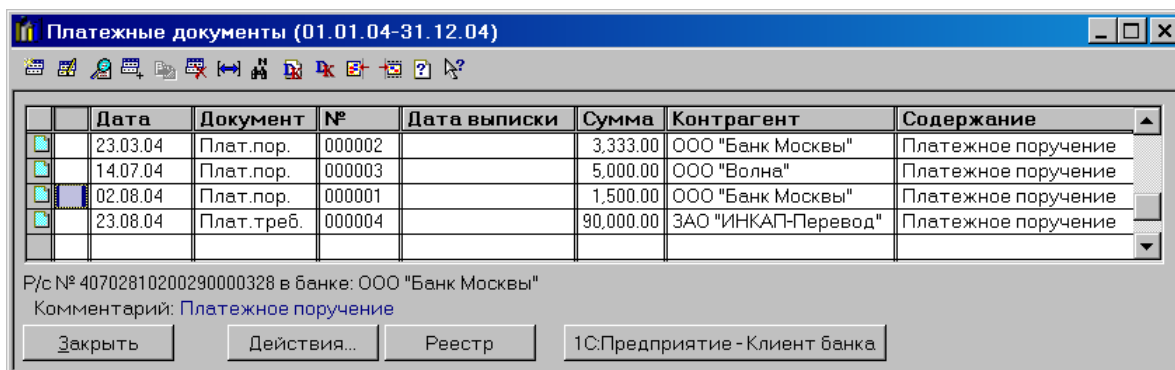 Платежные документы (01.01.04-31.12.04)
Дата Документ № Дата выписки Сумма Контрагент Содержание
23.03.04 Плат.пор. 000002 3,333.00 ООО "Банк Москвы" Платежное поручение
14.07.04 Плат.пор. 000003 5,000.00 ООО "Волна" Платежное поручение
02.08.04 Плат.пор. 000001 1,500.00 ООО "Банк Москвы" Платежное поручение
23.08.04 Плат.треб. 000004 90,000.00 ЗАО "ИНКАП-Перевод" Платежное поручение
Р/с № 40702810200290000328 в банке: ООО "Банк Москвы"
Комментарий: Платежное поручение
Закрыть Действия... Реестр 1С:Предприятие - Клиент банка